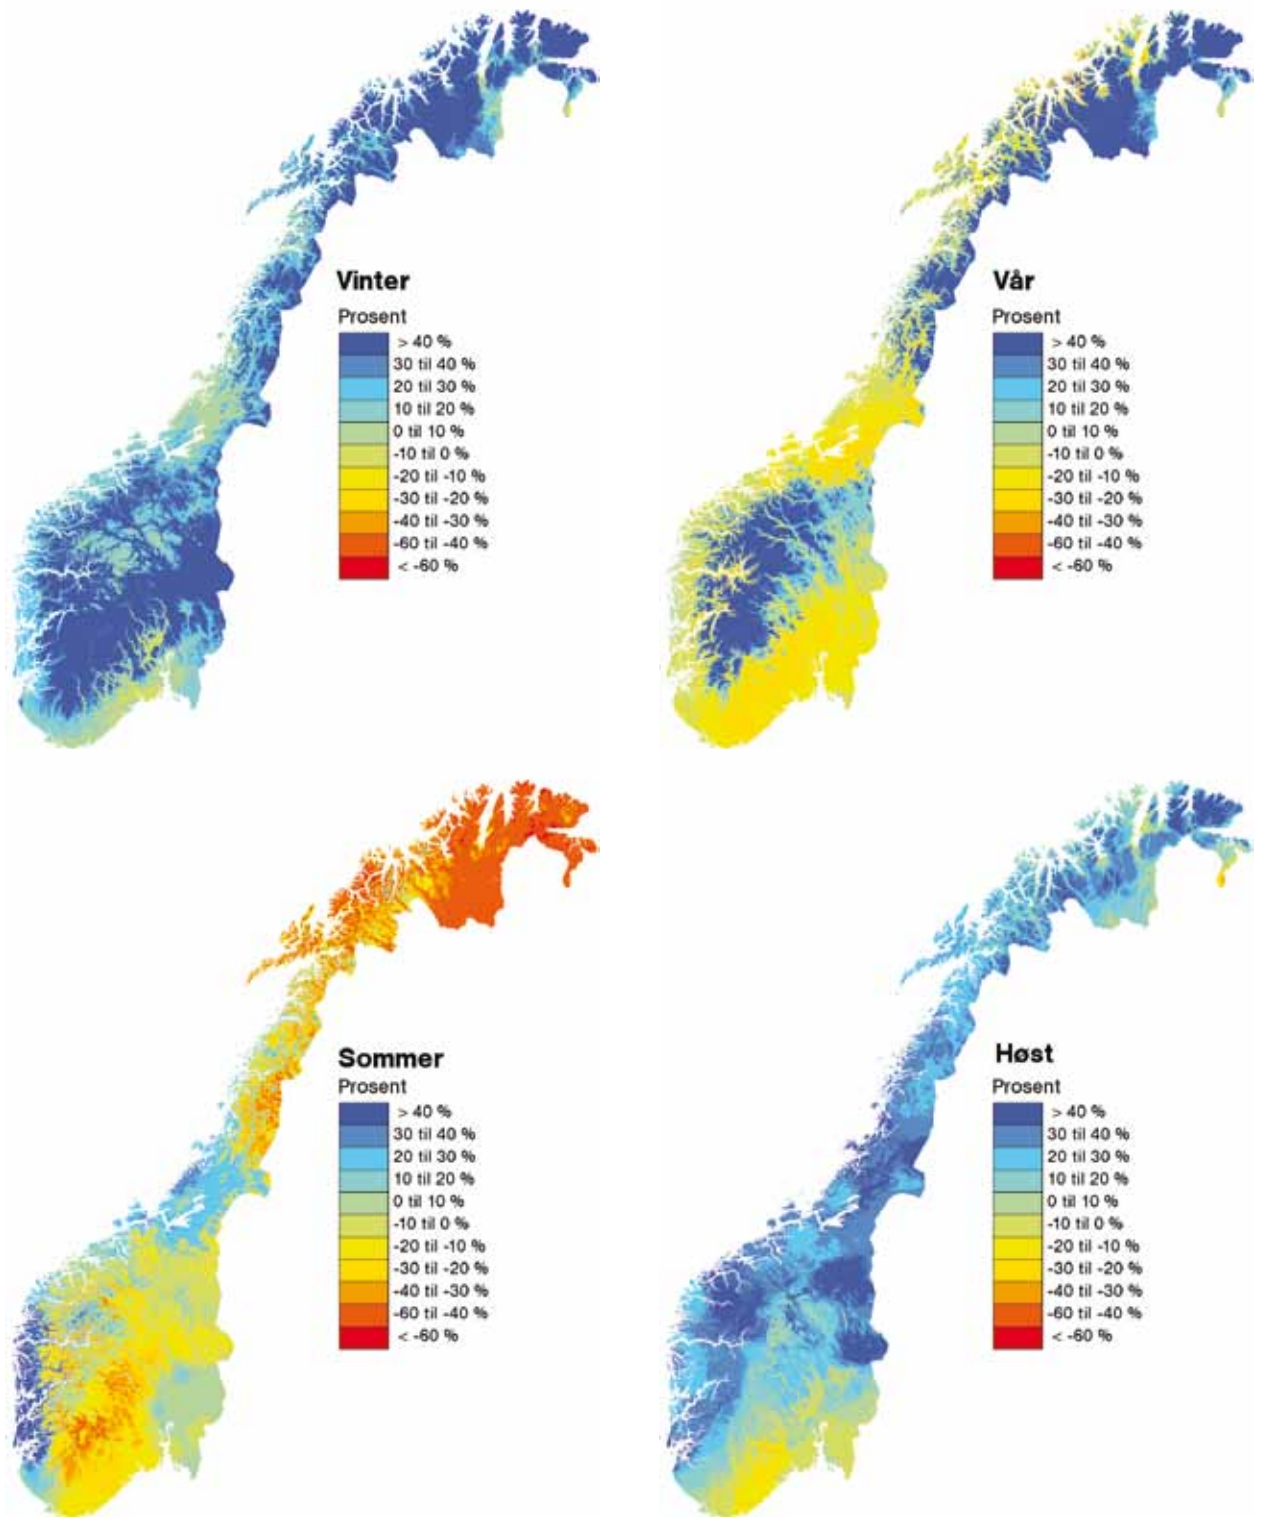 Vinter
Prosent
> 40 %
30 til 40 %
20 til 30 %
10 til 20 %
0 til 10 %
-10 til 0 %
-20 til -10 %
-30 til -20 %
-40 til -30 %
-60 til -40 %
< -60 %
Vår
Prosent
> 40 %
30 til 40 %
20 til 30 %
10 til 20 %
0 til 10 %
-10 til 0 %
-20 til -10 %
-30 til -20 %
-40 til -30 %
-60 til -40 %
< -60 %
Sommer
Prosent
> 40 %
30 til 40 %
20 til 30 %
10 til 20 %
0 til 10 %
-10 til 0 %
-20 til -10 %
-30 til -20 %
-40 til -30 %
-60 til -40 %
< -60 %
Høst
Prosent
> 40 %
30 til 40 %
20 til 30 %
10 til 20 %
0 til 10 %
-10 til 0 %
-20 til -10 %
-30 til -20 %
-40 til -30 %
-60 til -40 %
< -60 %